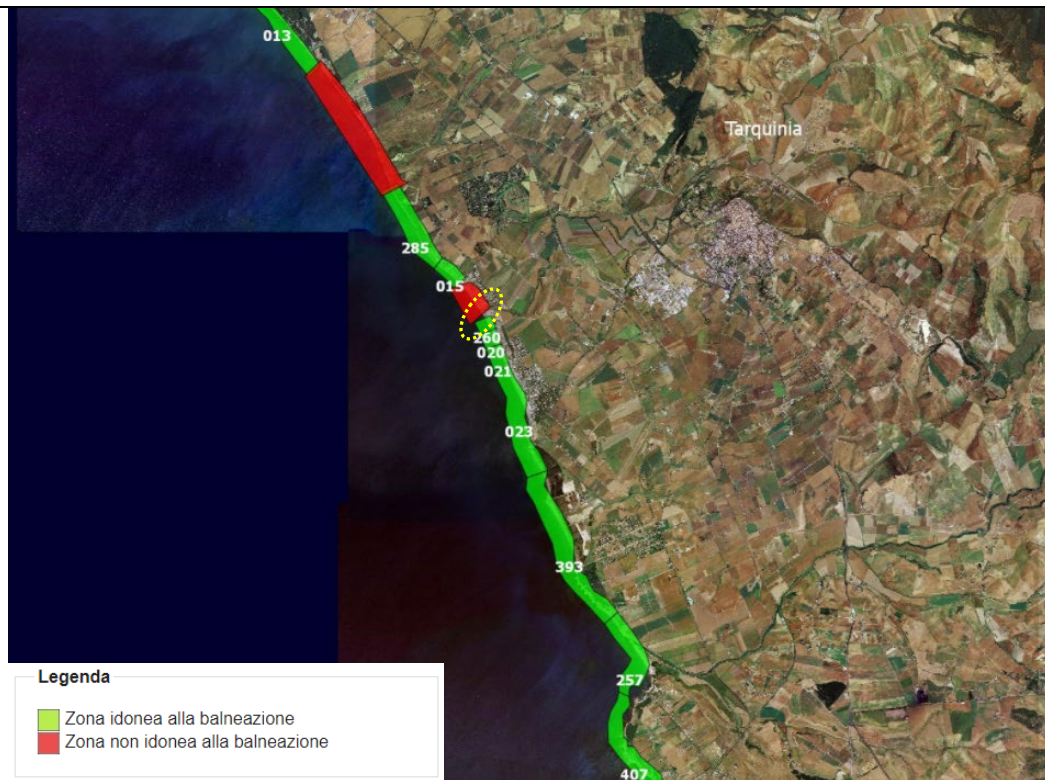 013
Tarquinia
285
015
260
020
021
023
393
257
407
Legenda
Zona idonea alla balneazione
Zona non idonea alla balneazione